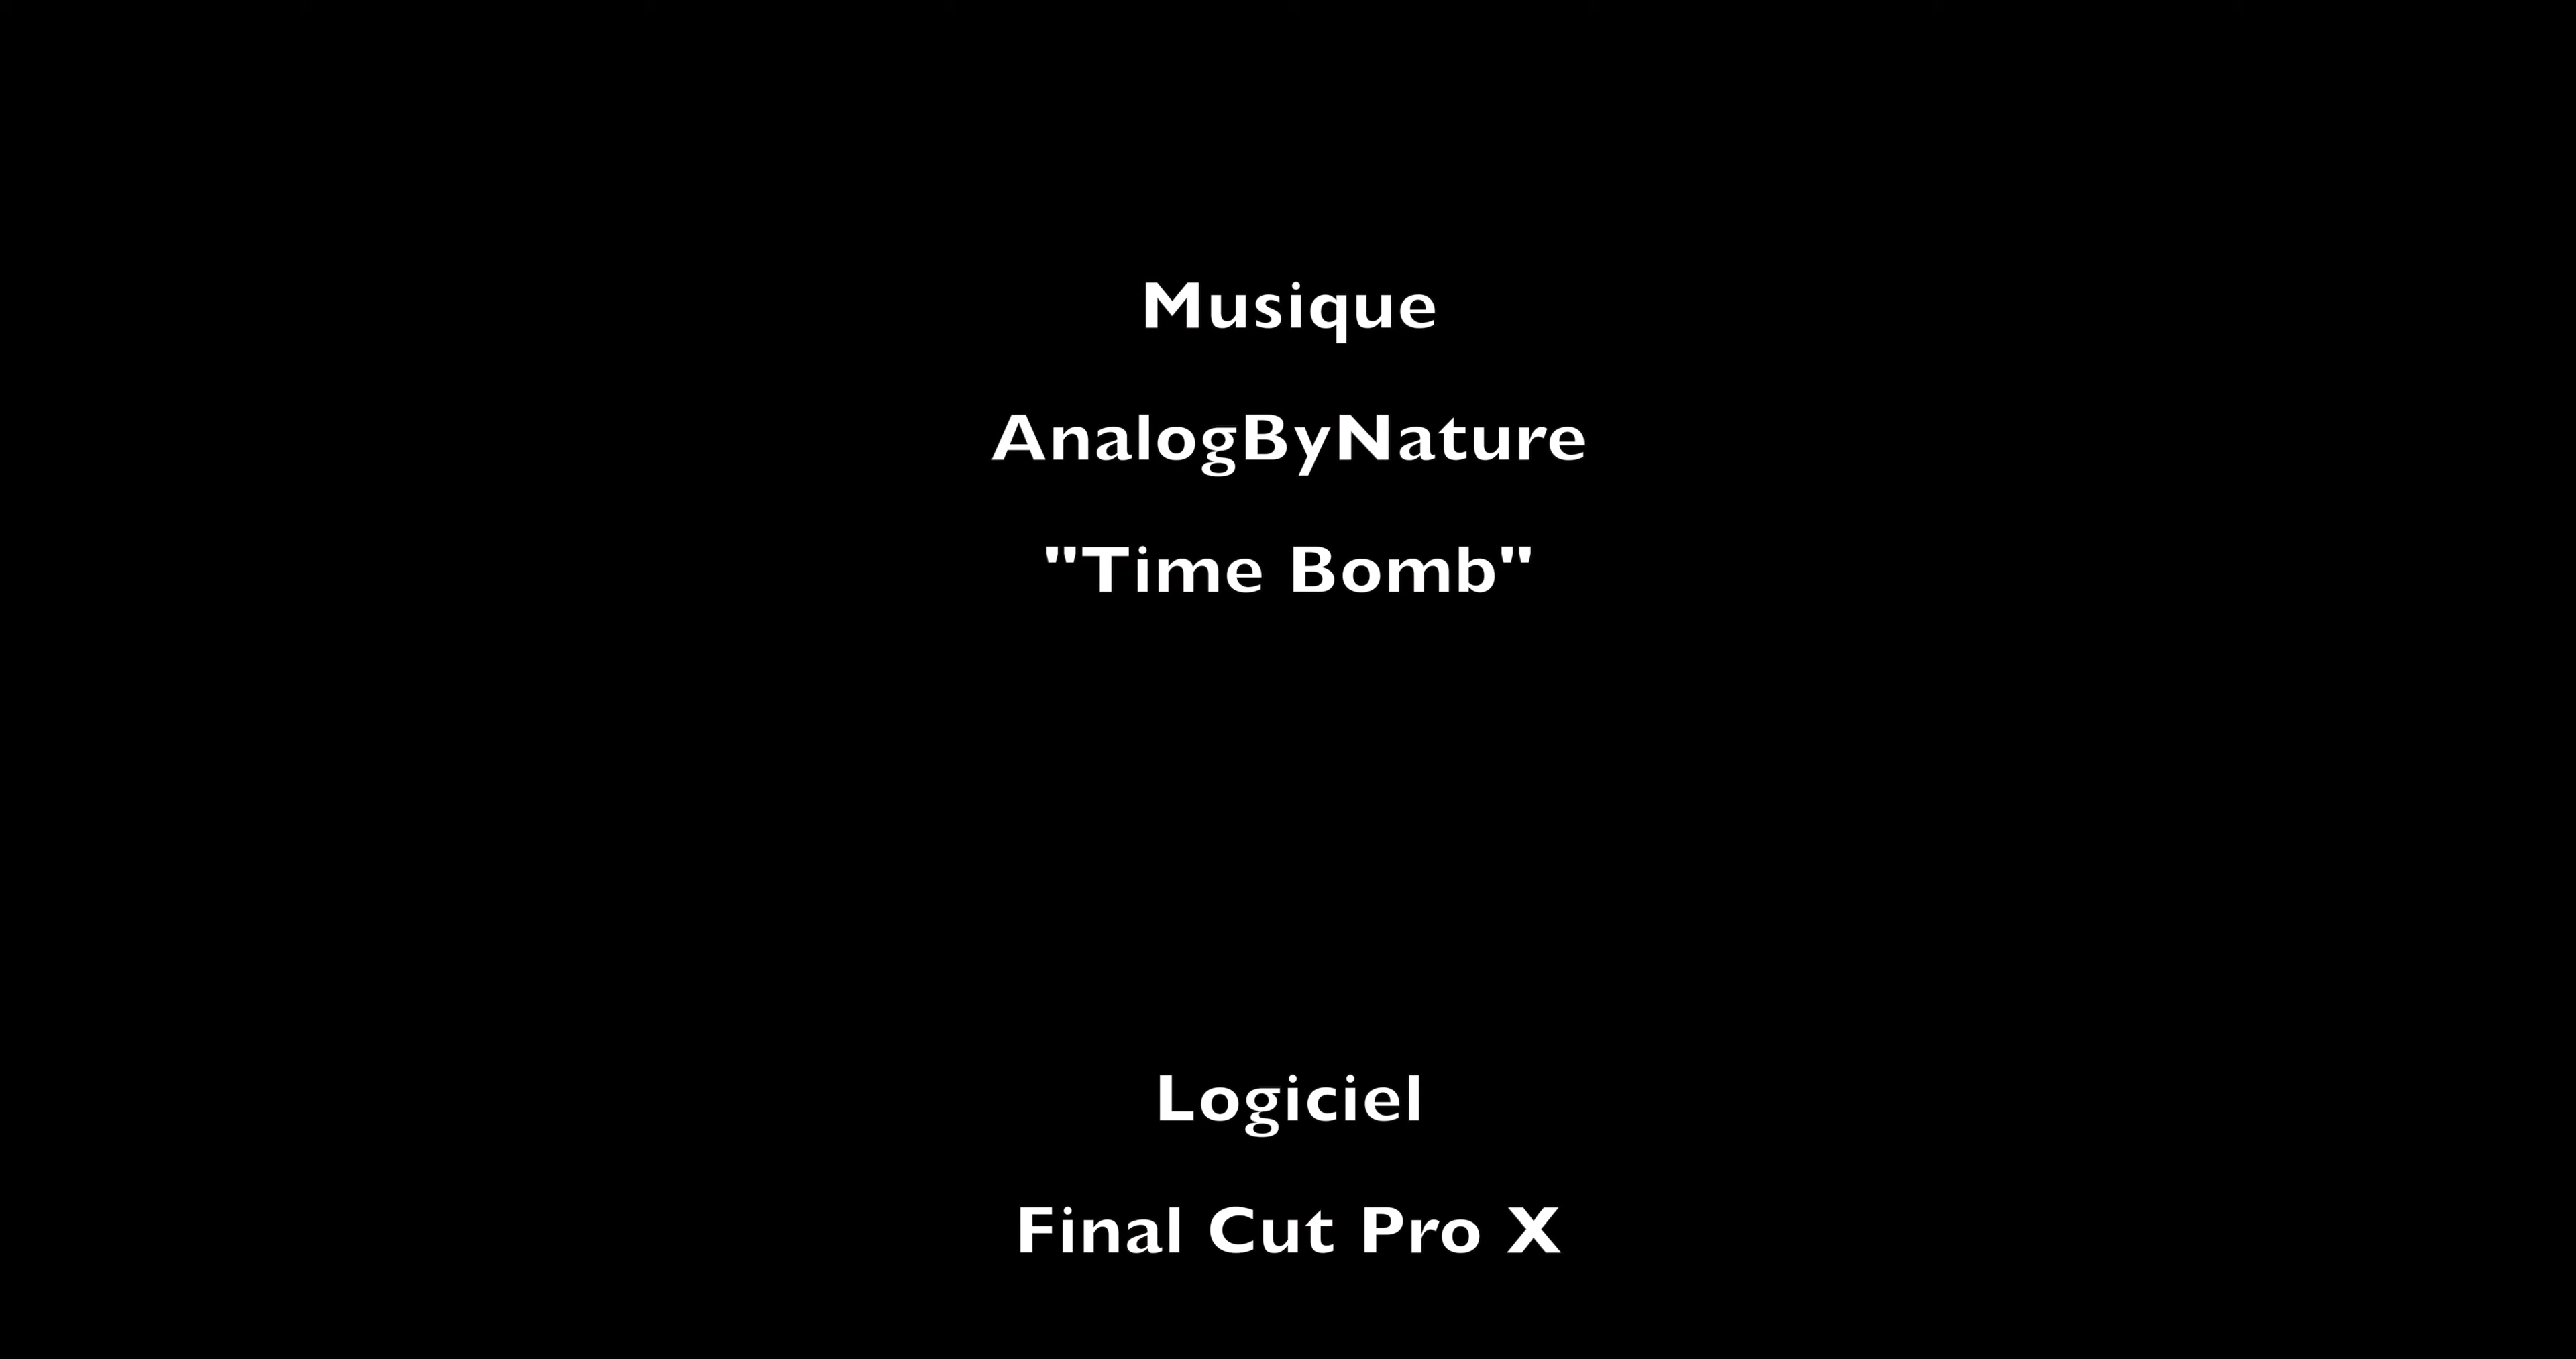 Musique
AnalogByNature
"Time Bomb"
Logiciel
Final Cut Pro X